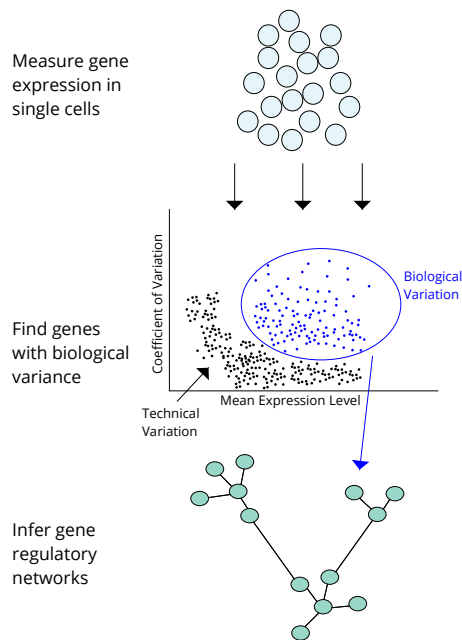 Measure gene
expression in
single cells
Coefficient of Variation
Biological
Variation
Find genes
with biological
variance
Technical
Variation
Mean Expression Level
Infer gene
regulatory
networks